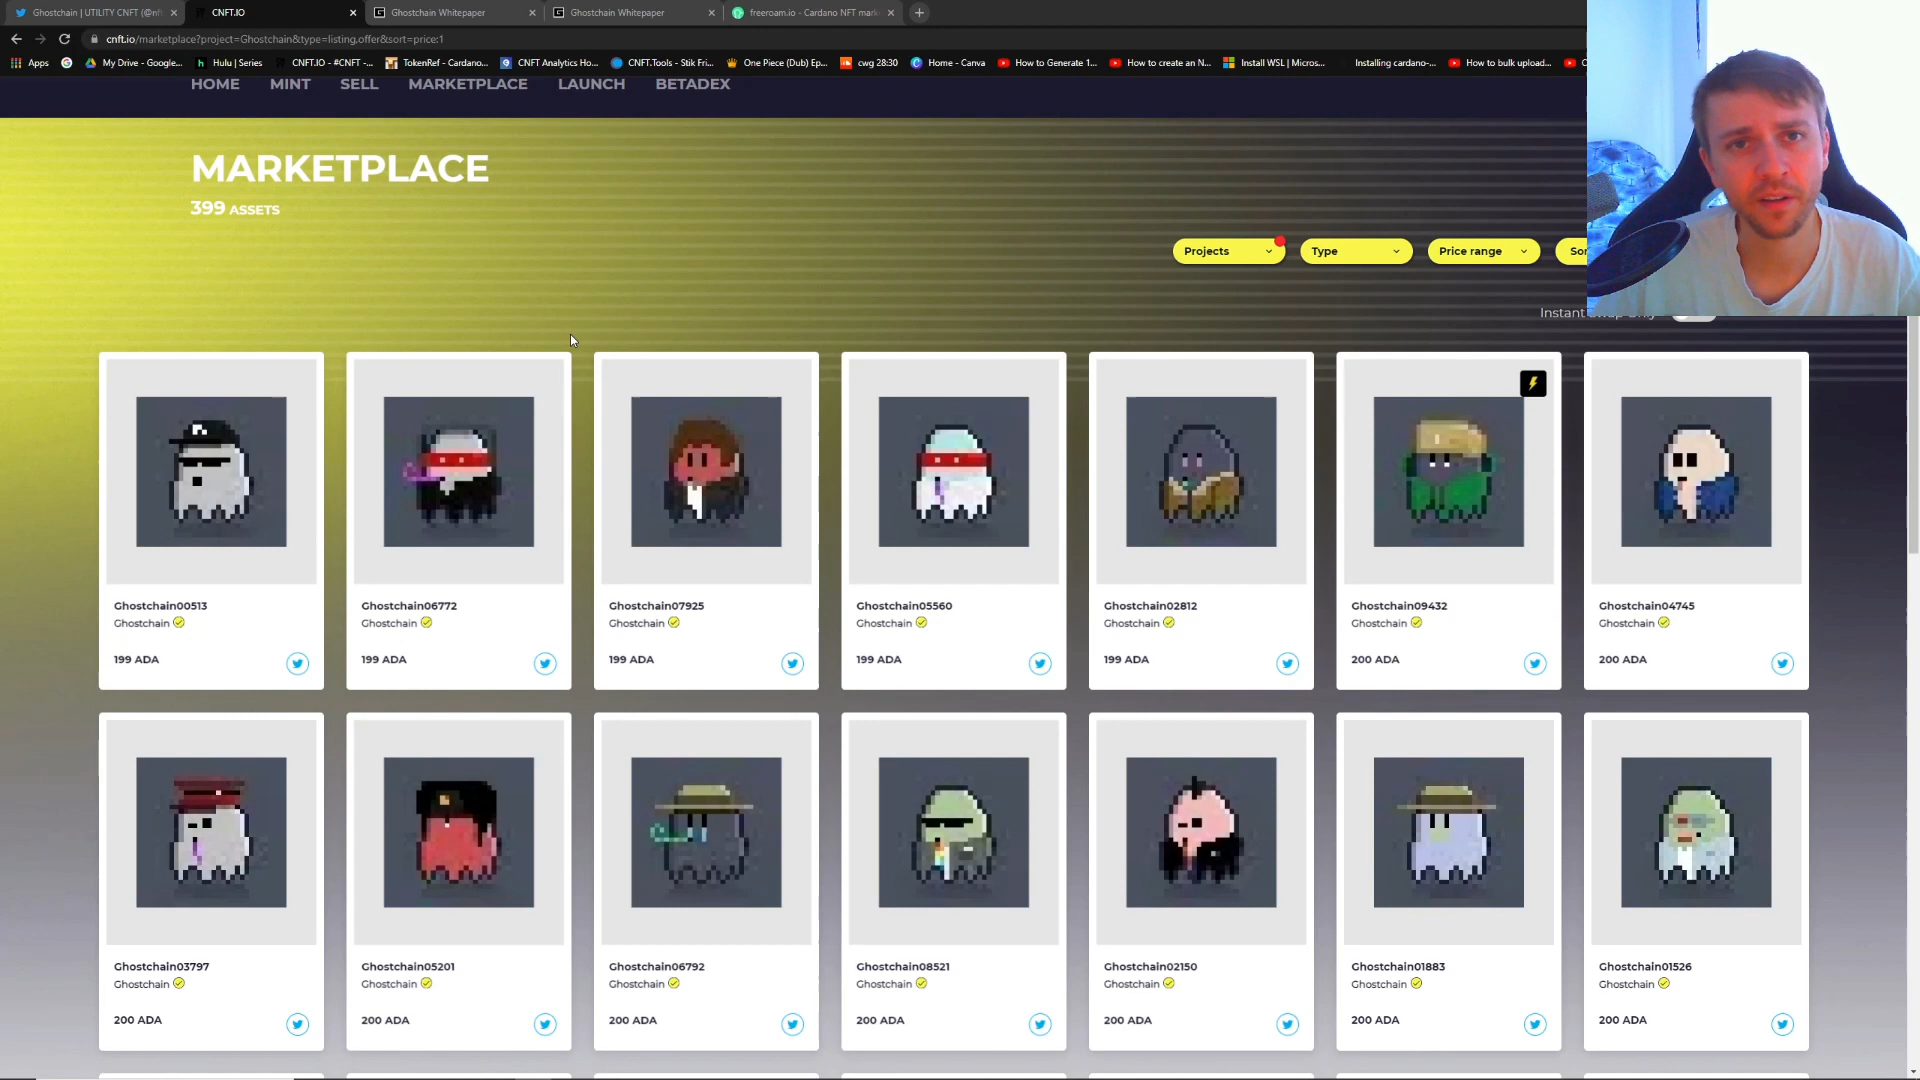 Ghostchain | UTILITY CNFT (@nf
CNFT.IO
Ghostchain Whitepaper
Ghostchain Whitepaper
freeroam.io - Cardano NFT mark
cnft.io/marketplace?project=Ghostchain&type=listing.offer&sort=price:1
Apps
My Drive - Google...
Hulu | Series
CNFT.IO - #CNFT -...
TokenRef - Cardano...
CNFT Analytics Ho...
CNFT.Tools - Stik Fri...
One Piece (Dub) Ep...
cwg 28:30
Home - Canva
How to Generate 1...
How to create an N...
Install WSL | Micros...
Installing cardano-...
How to bulk upload...
HOME
MINT
SELL
MARKETPLACE
LAUNCH
BETADEX
MARKETPLACE
399 ASSETS
Projects
Type
Price range
Sor
Instant
Ghostchain00513
Ghostchain06772
Ghostchain07925
Ghostchain05560
Ghostchain02812
Ghostchain09432
Ghostchain04745
Ghostchain
Ghostchain
Ghostchain
Ghostchain
Ghostchain
Ghostchain
Ghostchain
199 ADA
199 ADA
199 ADA
199 ADA
199 ADA
200 ADA
200 ADA
Ghostchain03797
Ghostchain05201
Ghostchain06792
Ghostchain08521
Ghostchain02150
Ghostchain01883
Ghostchain01526
Ghostchain
Ghostchain
Ghostchain
Ghostchain
Ghostchain
Ghostchain
Ghostchain
200 ADA
200 ADA
200 ADA
200 ADA
200 ADA
200 ADA
200 ADA